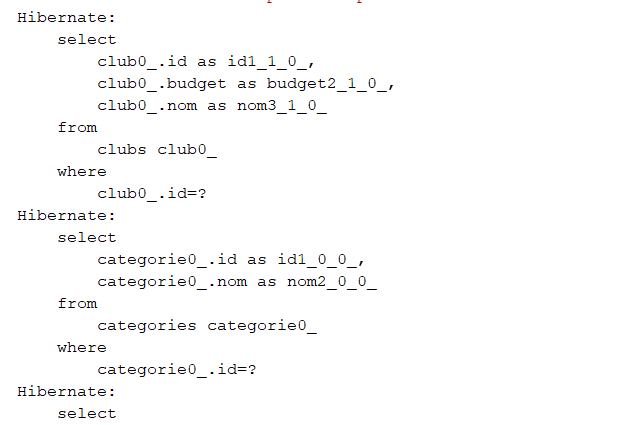 Hibernate:
    select
        club0_.id as id1_1_0_,
        club0_.budget as budget2_1_0_,
        club0_.nom as nom3_1_0_
    from
        clubs club0_
    where
        club0_.id=?
Hibernate:
    select
        categorie0_.id as id1_0_0_,
        categorie0_.nom as nom2_0_0_
    from
        categories categorie0_
    where
        categorie0_.id=?
Hibernate:
    select